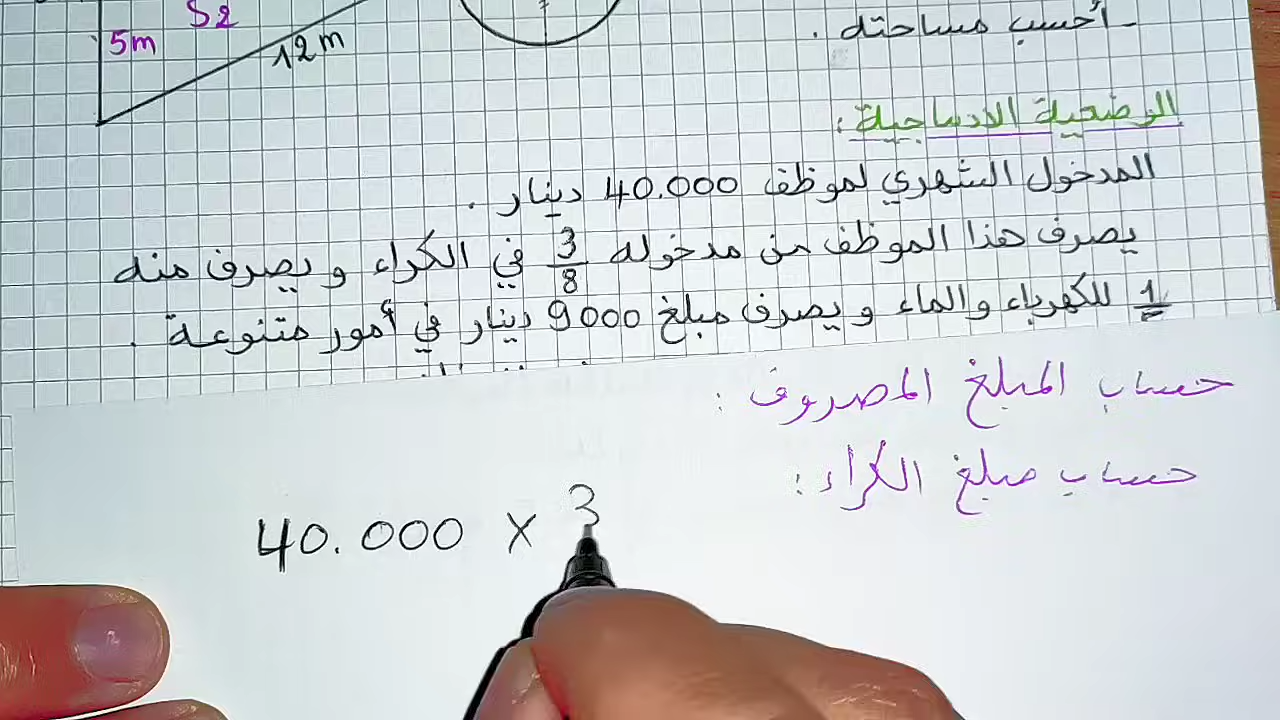 S2
5m
12m
- أحسب مساحته .
الوضعية الادماجية :
المدخول الشهري لموظف 40.000 دينار .
يصرف هذا الموظف من مدخوله 3/8 في الكراء و يصرف منه
للكهرباء والماء و يصرف مبلغ 9000 دينار في أمور متنوعة .
حساب المبلغ المصروف :
حساب مبلغ الكراء :
40.000 × 3